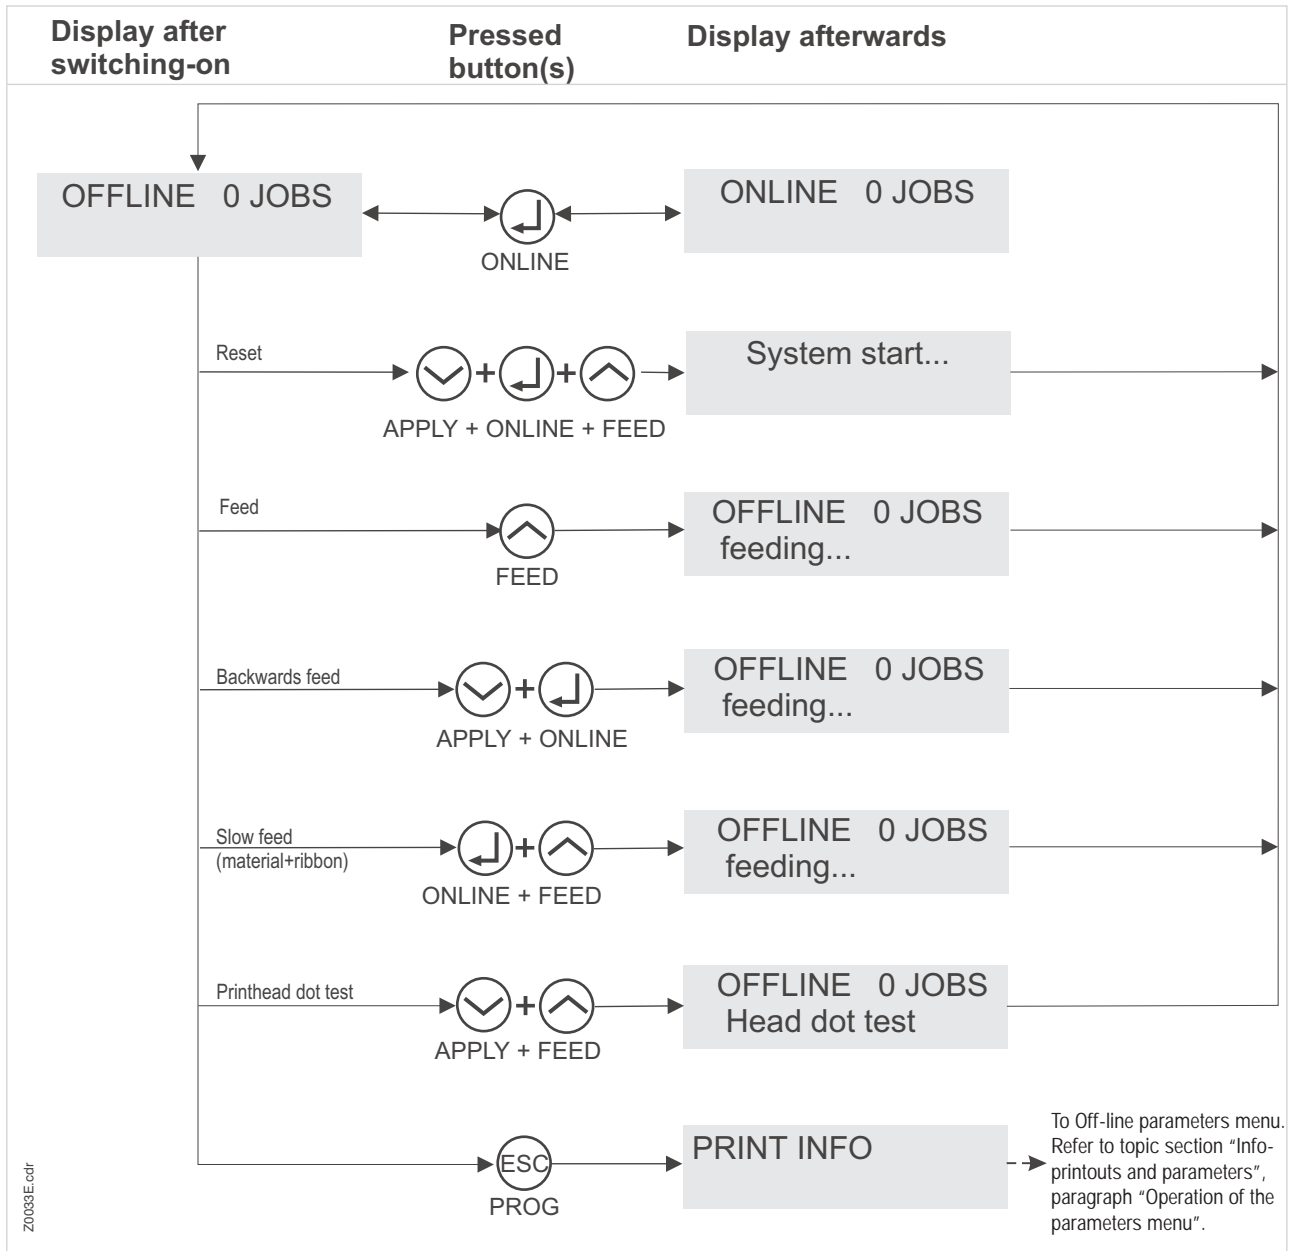 Display after
switching-on
Pressed
button(s)
Display afterwards
OFFLINE 0 JOBS
ONLINE
ONLINE 0 JOBS
Reset
+ +
APPLY + ONLINE + FEED
System start...
Feed
FEED
OFFLINE 0 JOBS
feeding...
Backwards feed
+
APPLY + ONLINE
OFFLINE 0 JOBS
feeding...
Slow feed
(material+ribbon)
+
ONLINE + FEED
OFFLINE 0 JOBS
feeding...
Printhead dot test
+
APPLY + FEED
OFFLINE 0 JOBS
Head dot test
ESC
PROG
PRINT INFO
To Off-line parameters menu.
Refer to topic section “Info-
printouts and parameters”,
paragraph “Operation of the
parameters menu”.
Z0033E.cdr